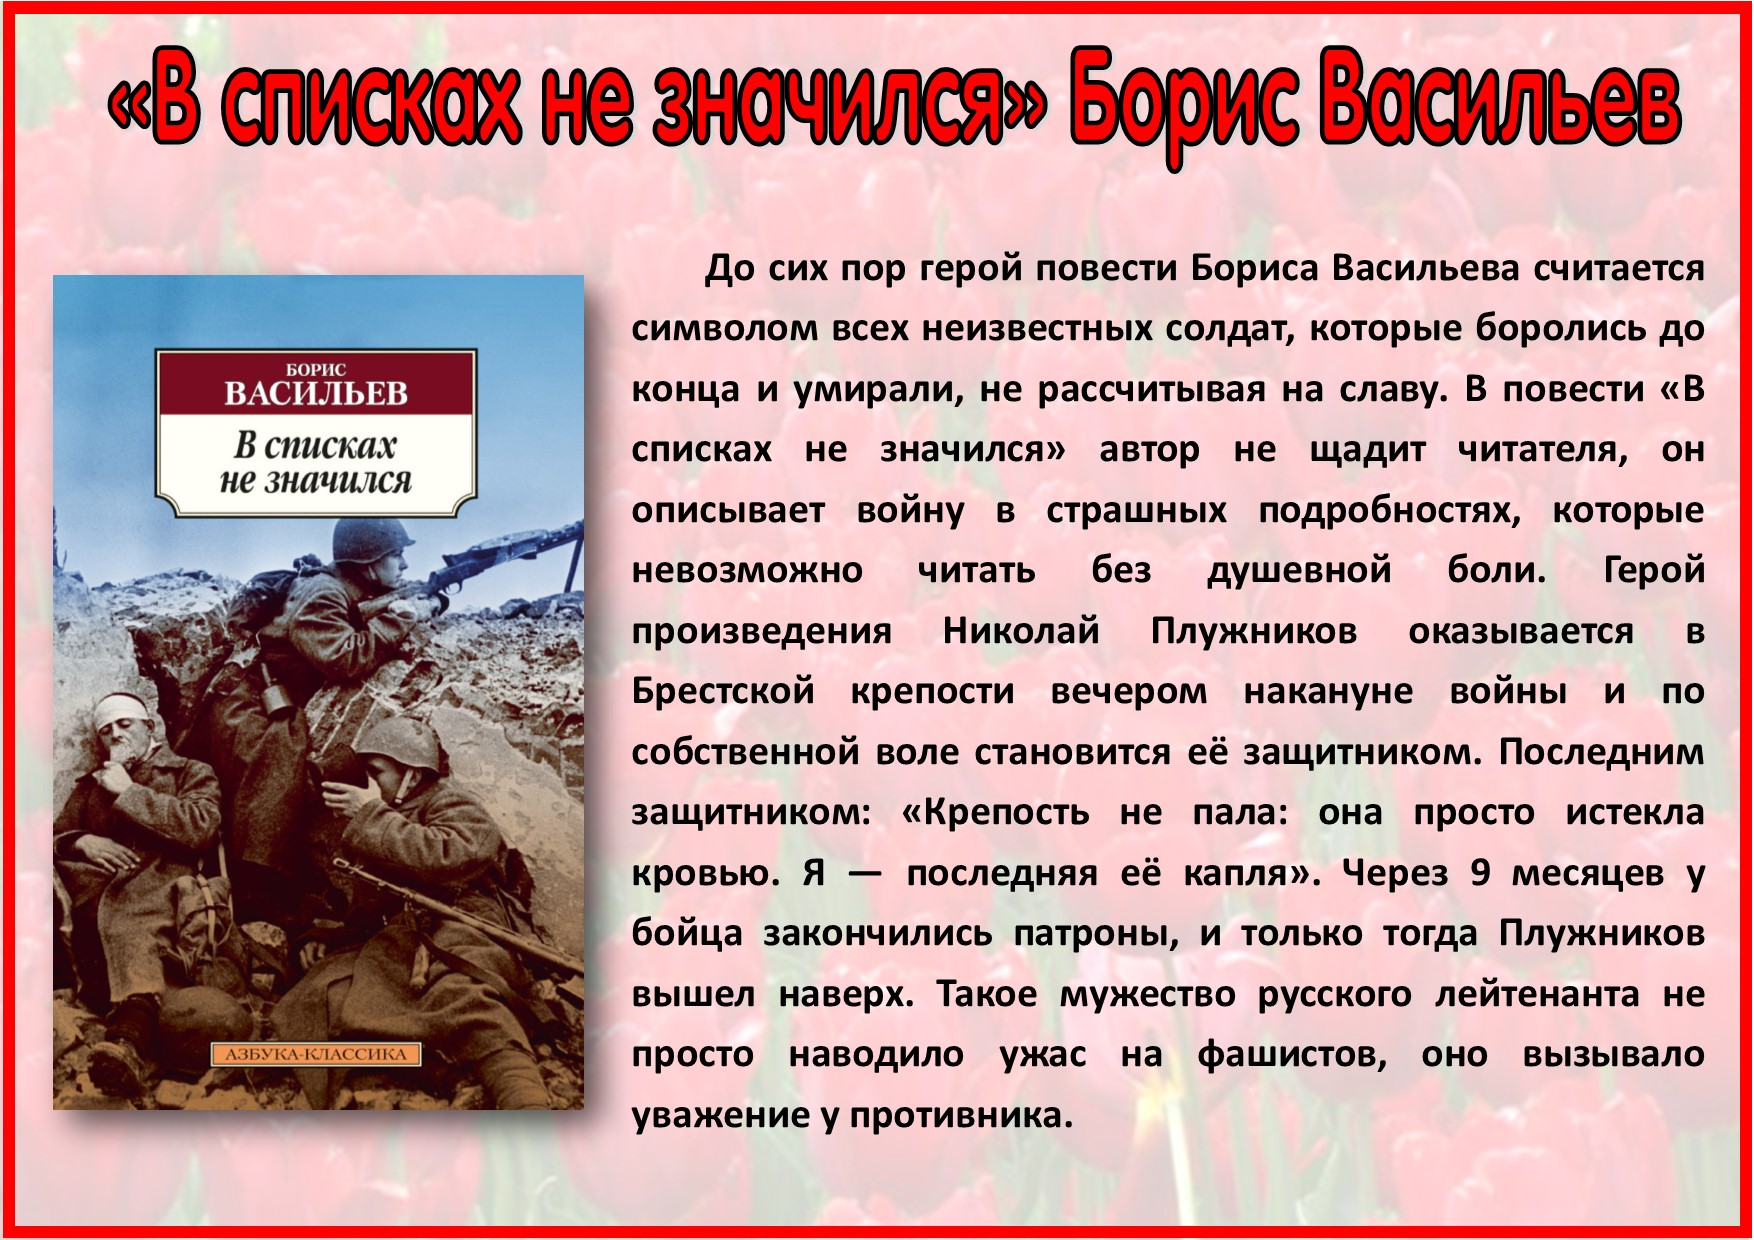 «В списках не значился» Борис Васильев
БОРИС
ВАСИЛЬЕВ
В списках
не значился
АЗБУКА-КЛАССИКА
До сих пор герой повести Бориса Васильева считается
символом всех неизвестных солдат, которые боролись до
конца и умирали, не рассчитывая на славу. В повести «В
списках не значился» автор не щадит читателя, он
описывает войну в страшных подробностях, которые
невозможно читать без душевной боли. Герой
произведения Николай Плужников оказывается в
Брестской крепости вечером накануне войны и по
собственной воле становится её защитником. Последним
защитником: «Крепость не пала: она просто истекла
кровью. Я — последняя её капля». Через 9 месяцев у
бойца закончились патроны, и только тогда Плужников
вышел наверх. Такое мужество русского лейтенанта не
просто наводило ужас на фашистов, оно вызывало
уважение у противника.